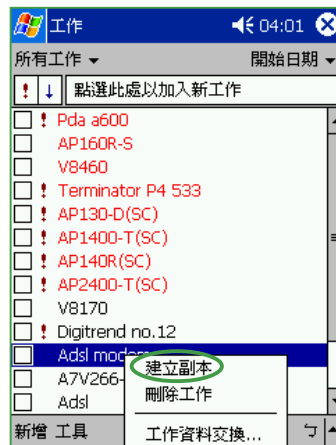 工作 04:01
所有工作 開始日期
! ↓ 點選此處以加入新工作
! Pda a600
AP160R-S
V8460
! Terminator P4 533
! AP130-D(SC)
! AP1400-T(SC)
! AP140R(SC)
! AP2400-T(SC)
V8170
! Digitrend no.12
Adsl modem
建立副本
A7V266-
刪除工作
Adsl
工作資料交換...
新增 工具 ㄅ